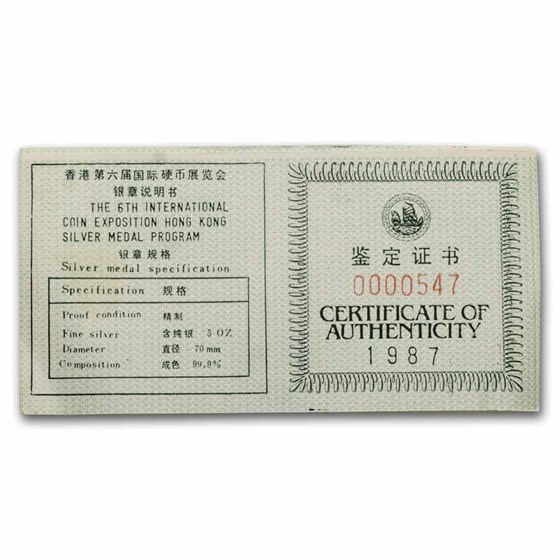 香港第六届国际硬币展览会
银章说明书
THE 6TH INTERNATIONAL
COIN EXPOSITION HONG KONG
SILVER MEDAL PROGRAM
银章规格
Silver medal specification
Specification 规格
Proof condition 精制
Fine silver 含纯银 5 OZ
Diameter 直径 70mm
Composition 成色 99.9%
鉴定证书
0000547
CERTIFICATE OF
AUTHENTICITY
1987